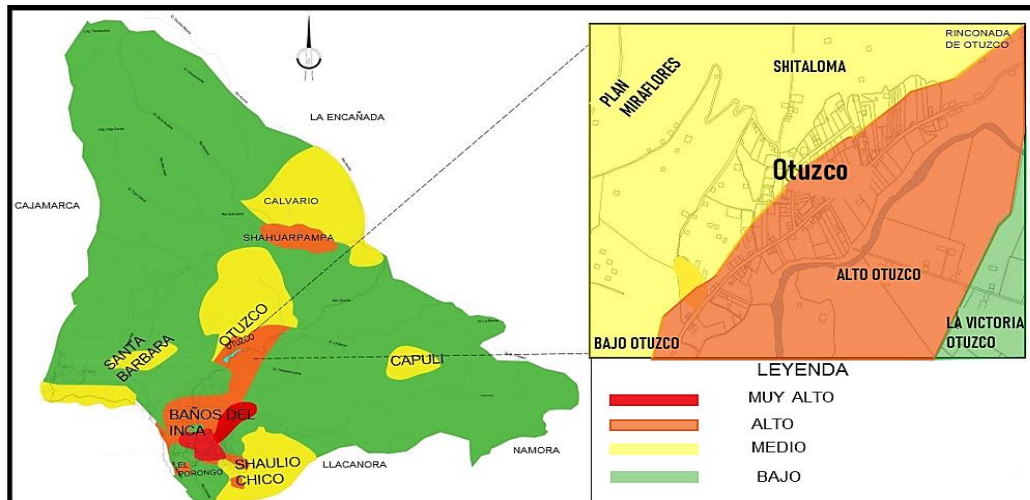 LA ENCAÑADA
CAJAMARCA
CALVARIO
SHAHUARPAMPA
OTUZCO
OTUZCO
SANTA
BARBARA
CAPULI
BAÑOS DEL
INCA
EL
PORONGO
SHAULIO
CHICO
LLACANORA
NAMORA
RINCONADA
DE OTUZCO
SHITALOMA
PLAN
MIRAFLORES
Otuzco
ALTO OTUZCO
BAJO OTUZCO
LA VICTORIA
OTUZCO
LEYENDA
MUY ALTO
ALTO
MEDIO
BAJO